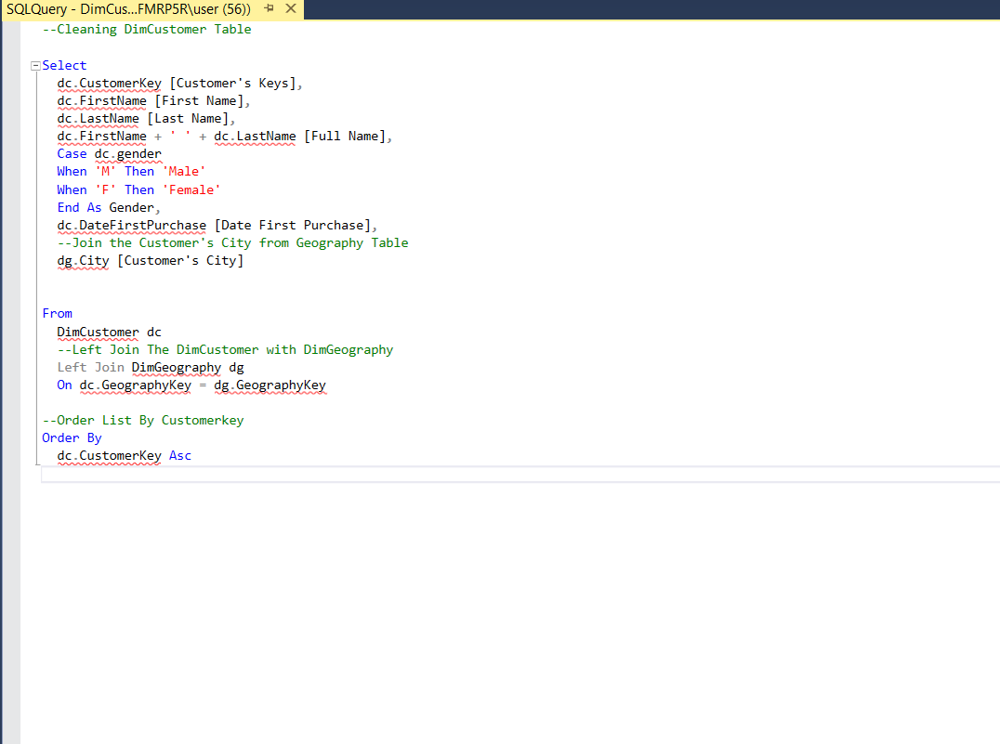 SQLQuery - DimCus...FMRP5R\user (56))
--Cleaning DimCustomer Table
Select
dc.CustomerKey [Customer's Keys],
dc.FirstName [First Name],
dc.LastName [Last Name],
dc.FirstName + ' ' + dc.LastName [Full Name],
Case dc.gender
When 'M' Then 'Male'
When 'F' Then 'Female'
End As Gender,
dc.DateFirstPurchase [Date First Purchase],
--Join the Customer's City from Geography Table
dg.City [Customer's City]
From
DimCustomer dc
--Left Join The DimCustomer with DimGeography
Left Join DimGeography dg
On dc.GeographyKey = dg.GeographyKey
--Order List By Customerkey
Order By
dc.CustomerKey Asc